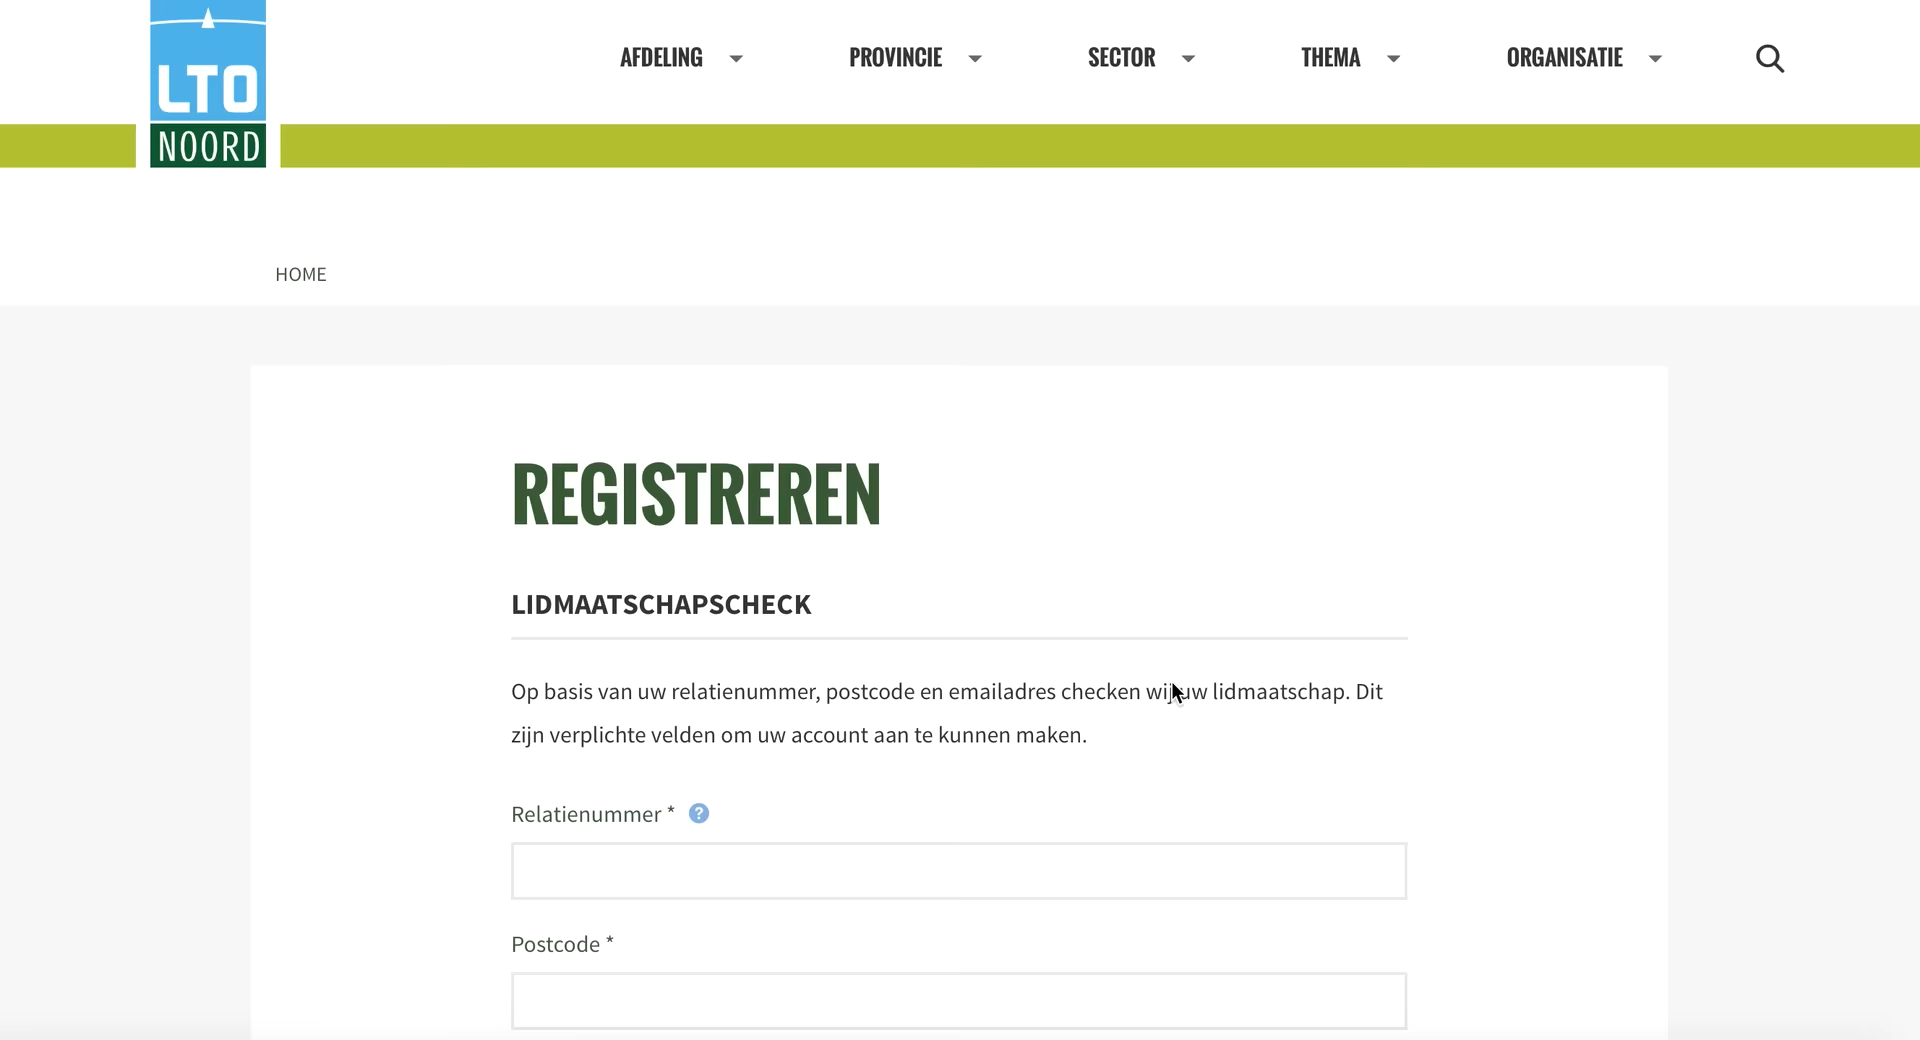 LTO
NOORD
AFDELING
PROVINCIE
SECTOR
THEMA
ORGANISATIE
HOME
REGISTREREN
LIDMAATSCHAPSCHECK
Op basis van uw relatienummer, postcode en emailadres checken wij uw lidmaatschap. Dit
zijn verplichte velden om uw account aan te kunnen maken.
Relatienummer * ?
Postcode *